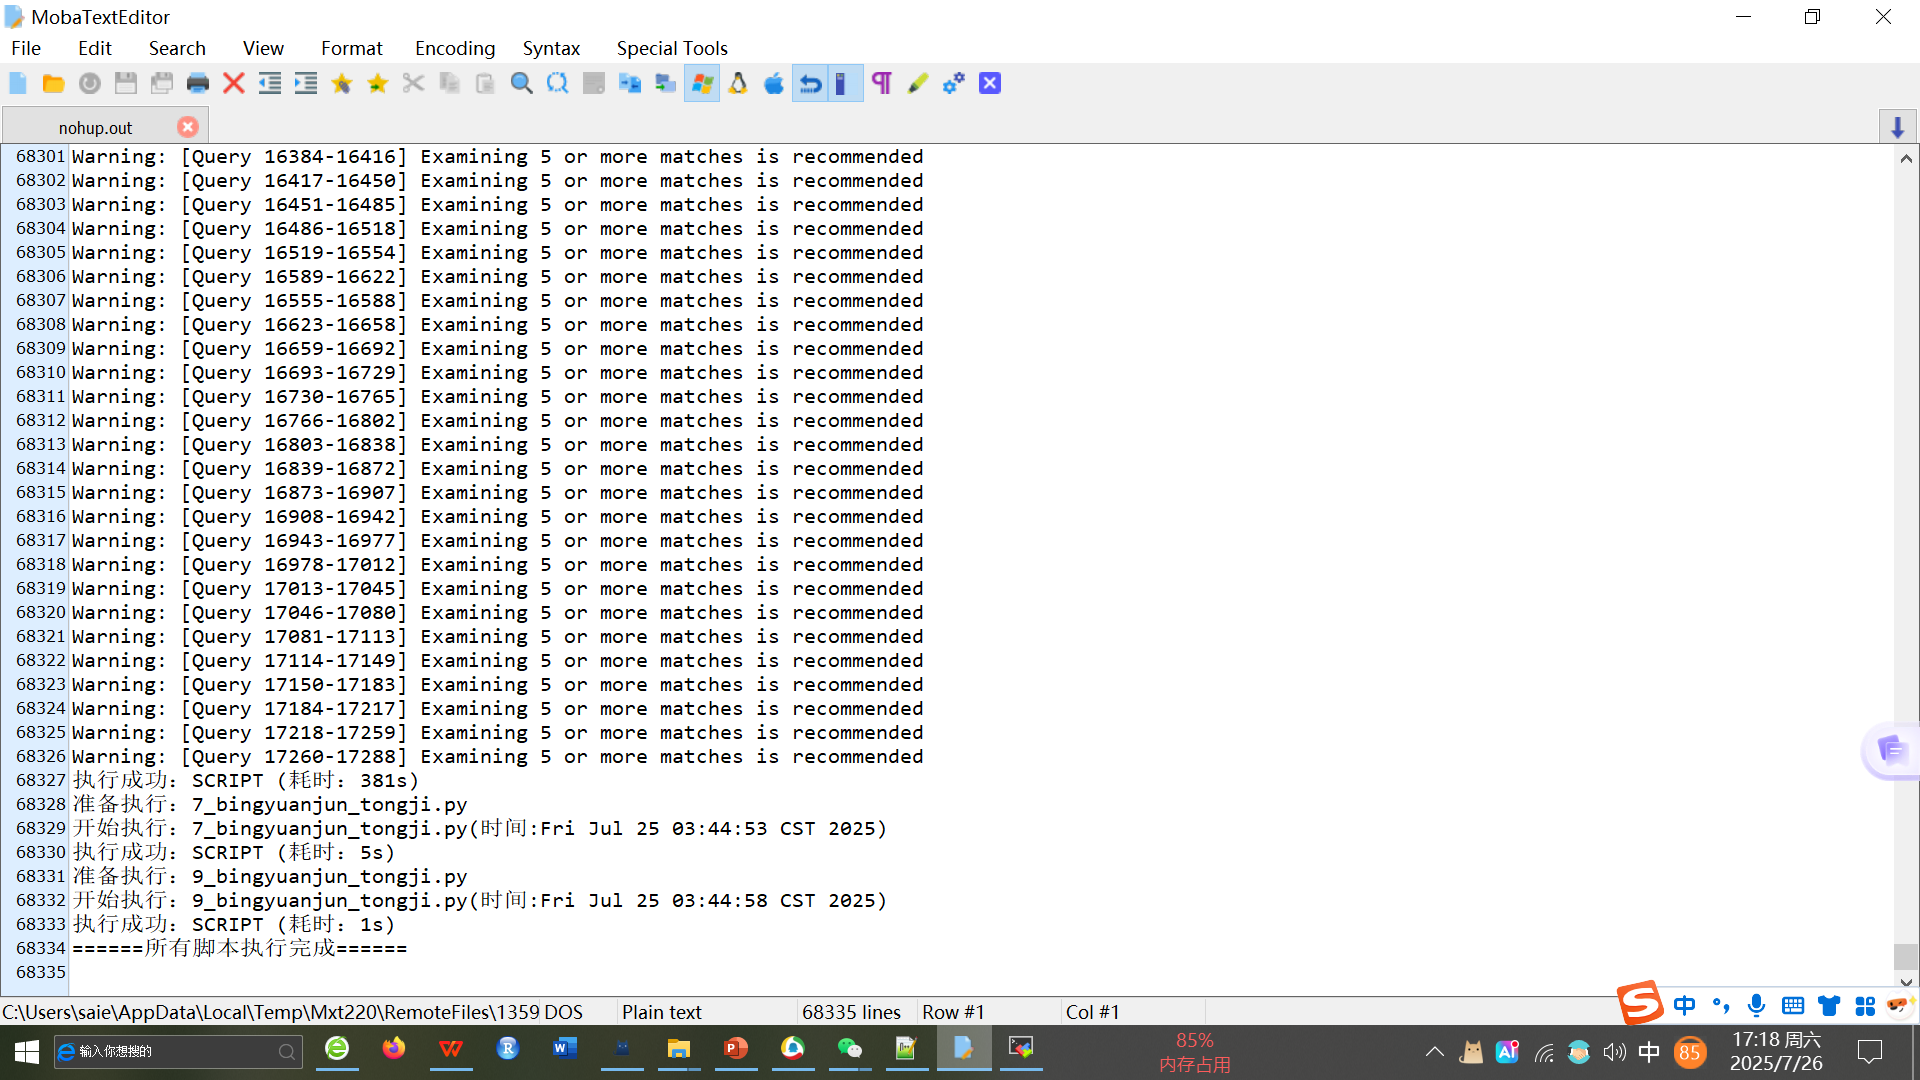 MobaTextEditor
File Edit Search View Format Encoding Syntax Special Tools
nohup.out
68301 Warning: [Query 16384-16416] Examining 5 or more matches is recommended
68302 Warning: [Query 16417-16450] Examining 5 or more matches is recommended
68303 Warning: [Query 16451-16485] Examining 5 or more matches is recommended
68304 Warning: [Query 16486-16518] Examining 5 or more matches is recommended
68305 Warning: [Query 16519-16554] Examining 5 or more matches is recommended
68306 Warning: [Query 16589-16622] Examining 5 or more matches is recommended
68307 Warning: [Query 16555-16588] Examining 5 or more matches is recommended
68308 Warning: [Query 16623-16658] Examining 5 or more matches is recommended
68309 Warning: [Query 16659-16692] Examining 5 or more matches is recommended
68310 Warning: [Query 16693-16729] Examining 5 or more matches is recommended
68311 Warning: [Query 16730-16765] Examining 5 or more matches is recommended
68312 Warning: [Query 16766-16802] Examining 5 or more matches is recommended
68313 Warning: [Query 16803-16838] Examining 5 or more matches is recommended
68314 Warning: [Query 16839-16872] Examining 5 or more matches is recommended
68315 Warning: [Query 16873-16907] Examining 5 or more matches is recommended
68316 Warning: [Query 16908-16942] Examining 5 or more matches is recommended
68317 Warning: [Query 16943-16977] Examining 5 or more matches is recommended
68318 Warning: [Query 16978-17012] Examining 5 or more matches is recommended
68319 Warning: [Query 17013-17045] Examining 5 or more matches is recommended
68320 Warning: [Query 17046-17080] Examining 5 or more matches is recommended
68321 Warning: [Query 17081-17113] Examining 5 or more matches is recommended
68322 Warning: [Query 17114-17149] Examining 5 or more matches is recommended
68323 Warning: [Query 17150-17183] Examining 5 or more matches is recommended
68324 Warning: [Query 17184-17217] Examining 5 or more matches is recommended
68325 Warning: [Query 17218-17259] Examining 5 or more matches is recommended
68326 Warning: [Query 17260-17288] Examining 5 or more matches is recommended
68327 执行成功：SCRIPT (耗时：381s)
68328 准备执行：7_bingyuanjun_tongji.py
68329 开始执行：7_bingyuanjun_tongji.py(时间:Fri Jul 25 03:44:53 CST 2025)
68330 执行成功：SCRIPT (耗时：5s)
68331 准备执行：9_bingyuanjun_tongji.py
68332 开始执行：9_bingyuanjun_tongji.py(时间:Fri Jul 25 03:44:58 CST 2025)
68333 执行成功：SCRIPT (耗时：1s)
68334 ======所有脚本执行完成======
68335
C:\Users\saie\AppData\Local\Temp\Mxt220\RemoteFiles\1359 DOS Plain text 68335 lines Row #1 Col #1
中
输入你想搜的
85%
内存占用
中
85
17:18 周六
2025/7/26